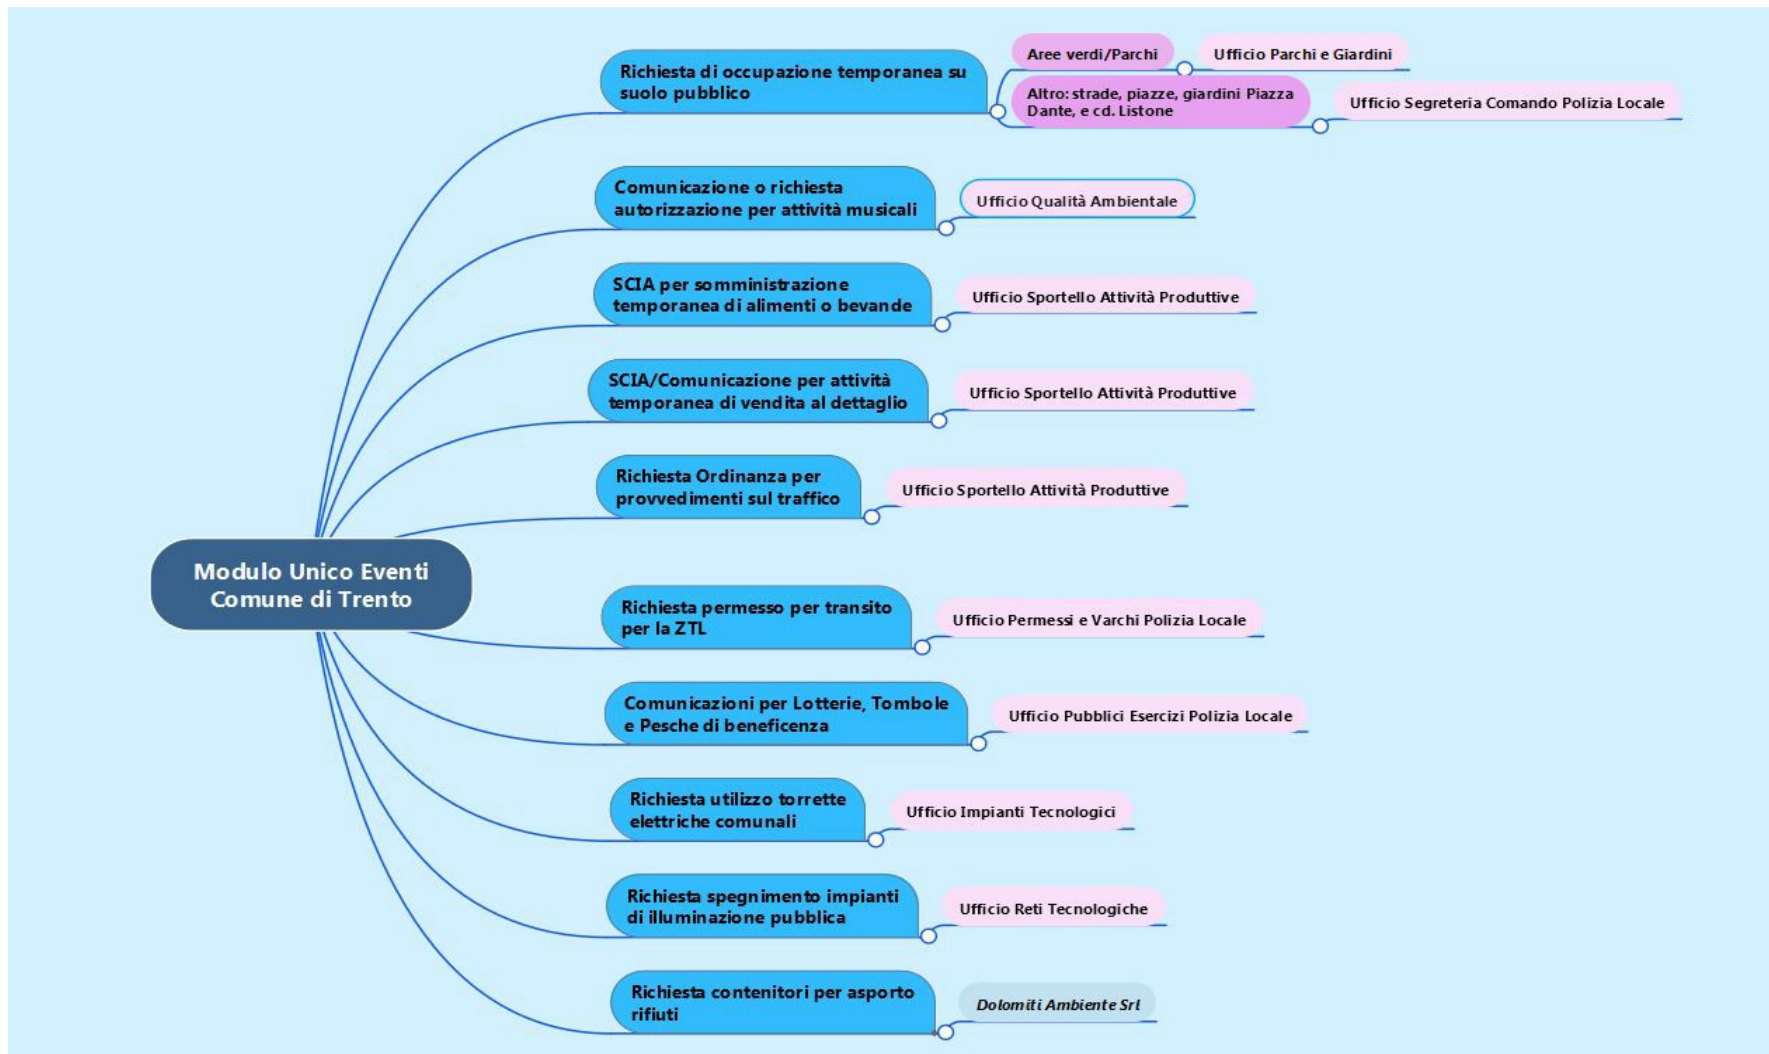 Modulo Unico Eventi
Comune di Trento
Richiesta di occupazione temporanea su
suolo pubblico
Aree verdi/Parchi
Ufficio Parchi e Giardini
Altro: strade, piazze, giardini Piazza
Dante, e cd. Listone
Ufficio Segreteria Comando Polizia Locale
Comunicazione o richiesta
autorizzazione per attività musicali
Ufficio Qualità Ambientale
SCIA per somministrazione
temporanea di alimenti o bevande
Ufficio Sportello Attività Produttive
SCIA/Comunicazione per attività
temporanea di vendita al dettaglio
Ufficio Sportello Attività Produttive
Richiesta Ordinanza per
provvedimenti sul traffico
Ufficio Sportello Attività Produttive
Richiesta permesso per transito
per la ZTL
Ufficio Permessi e Varchi Polizia Locale
Comunicazioni per Lotterie, Tombole
e Pesche di beneficenza
Ufficio Pubblici Esercizi Polizia Locale
Richiesta utilizzo torrette
elettriche comunali
Ufficio Impianti Tecnologici
Richiesta spegnimento impianti
di illuminazione pubblica
Ufficio Reti Tecnologiche
Richiesta contenitori per asporto
rifiuti
Dolomiti Ambiente Srl